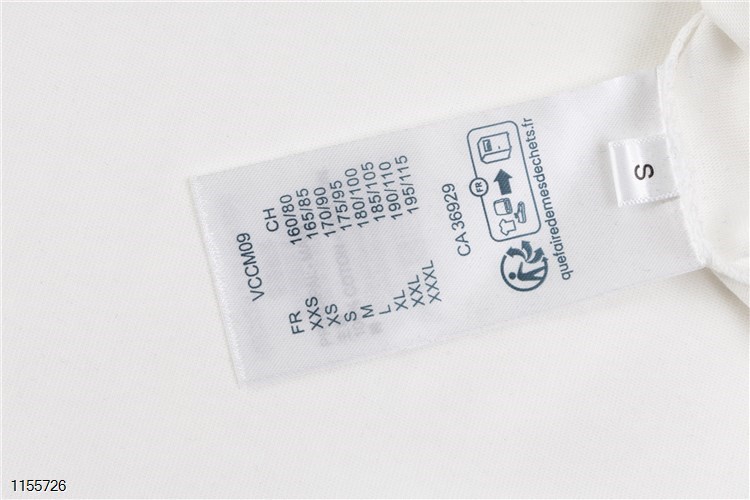 VCCM09
FR CH
XXS 160/80
XS 165/85
S 170/90
M 175/95
L 180/100
XL 185/105
XXL 190/110
XXXL 195/115
CA 36929
FR
quefairedemesdechets.fr
S
1155726